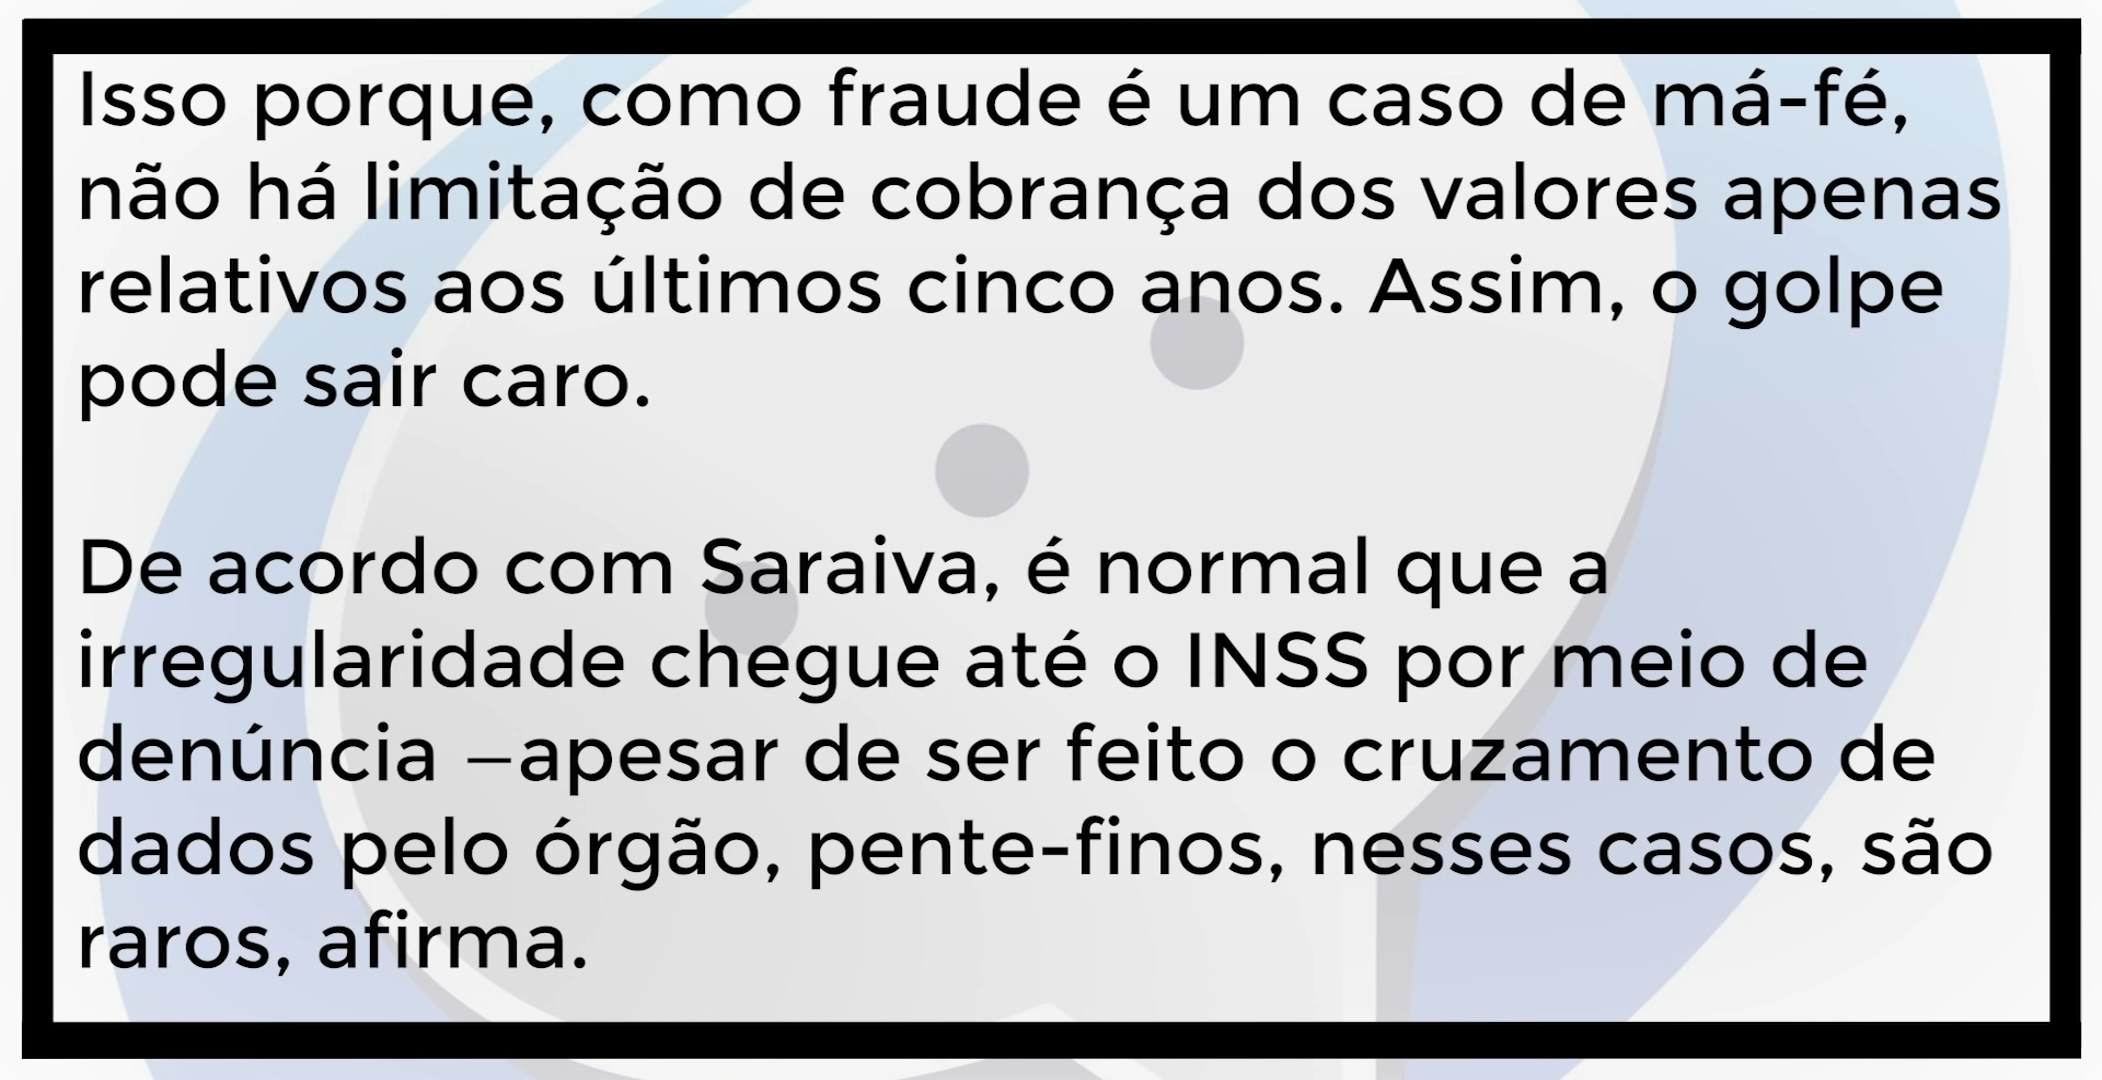 Isso porque, como fraude é um caso de má-fé,
não há limitação de cobrança dos valores apenas
relativos aos últimos cinco anos. Assim, o golpe
pode sair caro.
De acordo com Saraiva, é normal que a
irregularidade chegue até o INSS por meio de
denúncia —apesar de ser feito o cruzamento de
dados pelo órgão, pente-finos, nesses casos, são
raros, afirma.